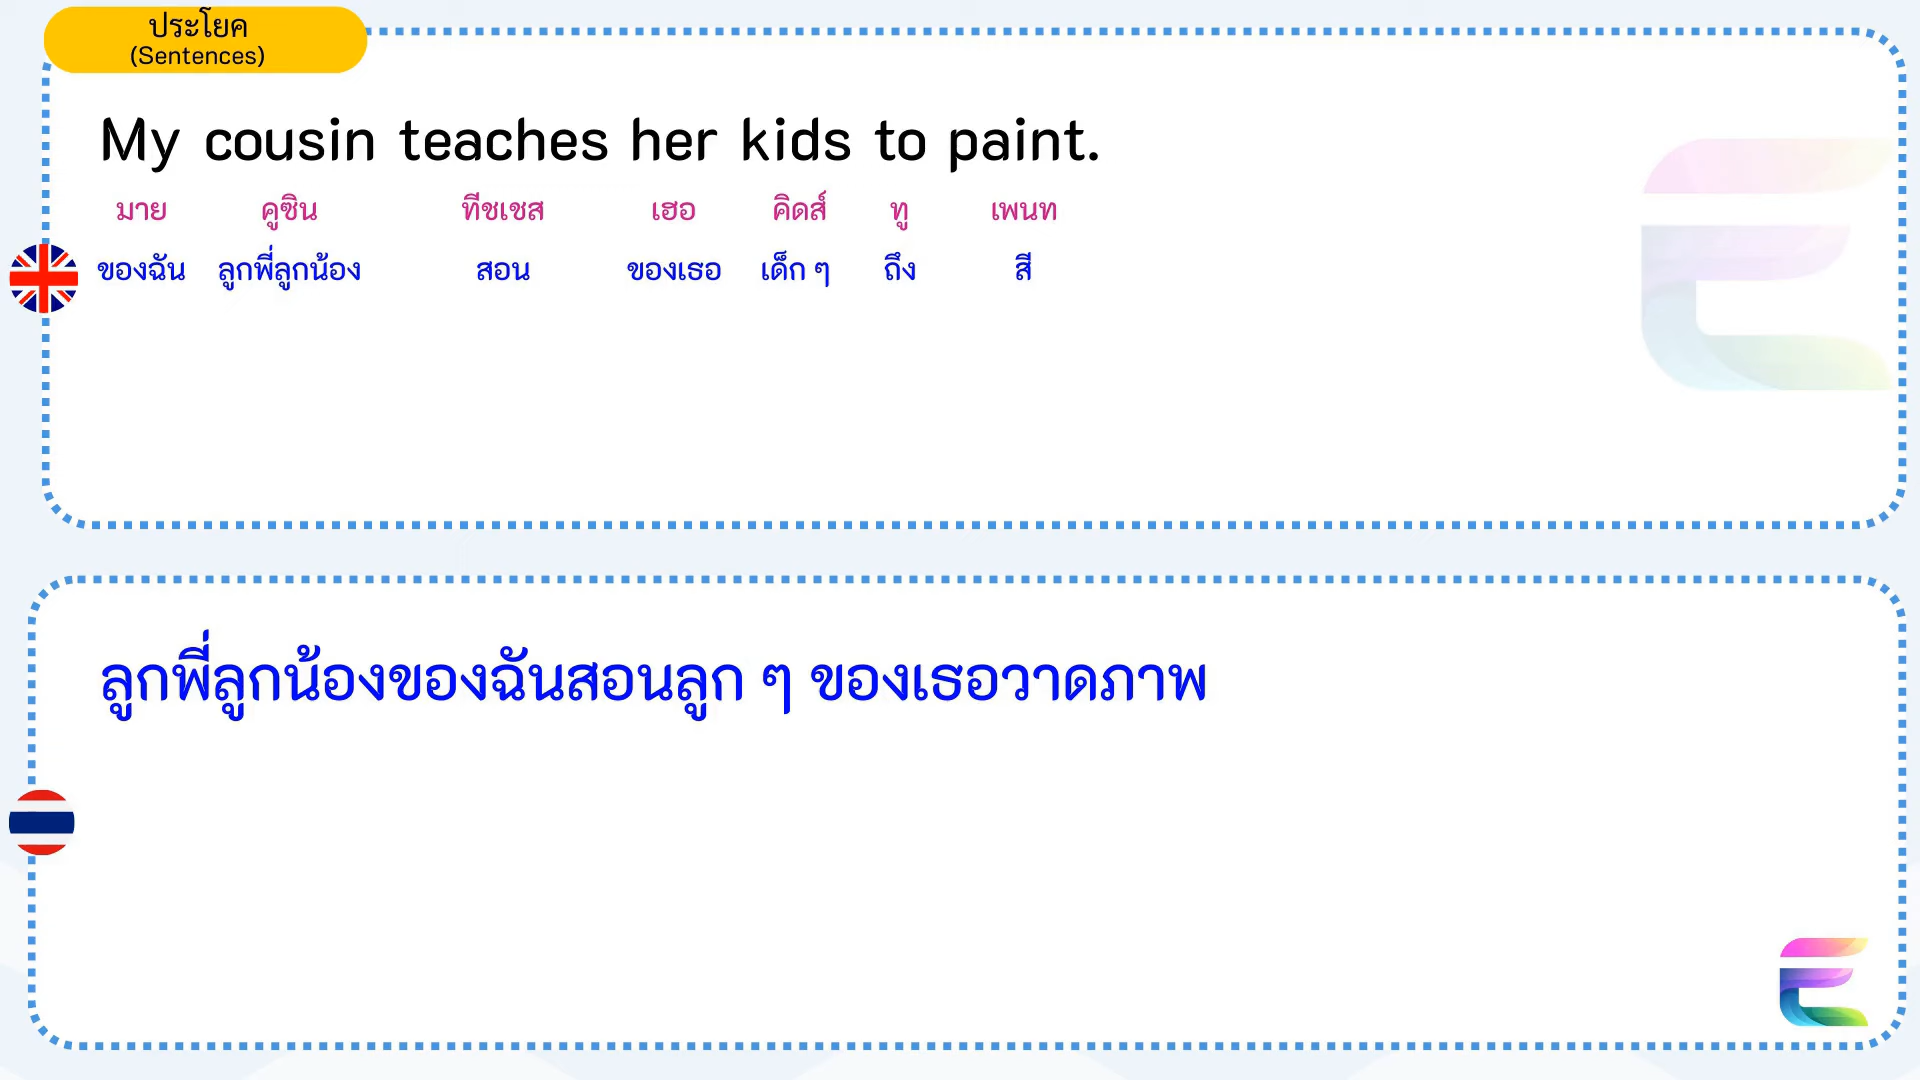 ประโยค
(Sentences)
My cousin teaches her kids to paint.
มาย คูซิน ทีชเชส เฮอ คิดส์ ทู เพนท
ของฉัน ลูกพี่ลูกน้อง สอน ของเธอ เด็ก ๆ ถึง สี
ลูกพี่ลูกน้องของฉันสอนลูก ๆ ของเธอวาดภาพ